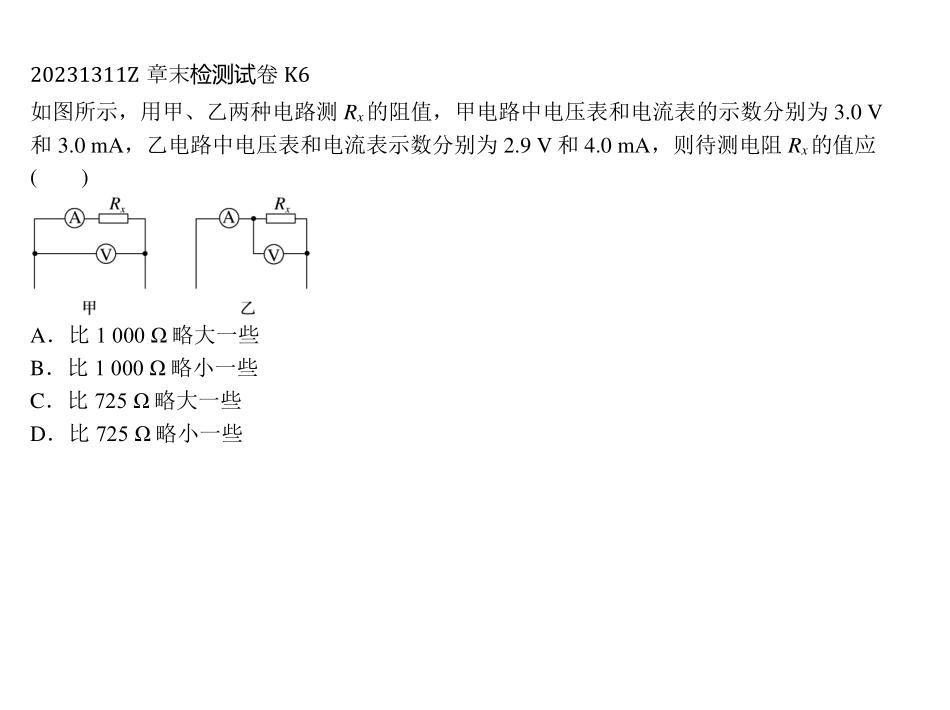 20231311Z 章末检测试卷 K6
如图所示，用甲、乙两种电路测 Rx 的阻值，甲电路中电压表和电流表的示数分别为 3.0 V
和 3.0 mA，乙电路中电压表和电流表示数分别为 2.9 V 和 4.0 mA，则待测电阻 Rx 的值应
(　　)
A Rx A Rx
V V
甲 乙
A．比 1 000 Ω 略大一些
B．比 1 000 Ω 略小一些
C．比 725 Ω 略大一些
D．比 725 Ω 略小一些